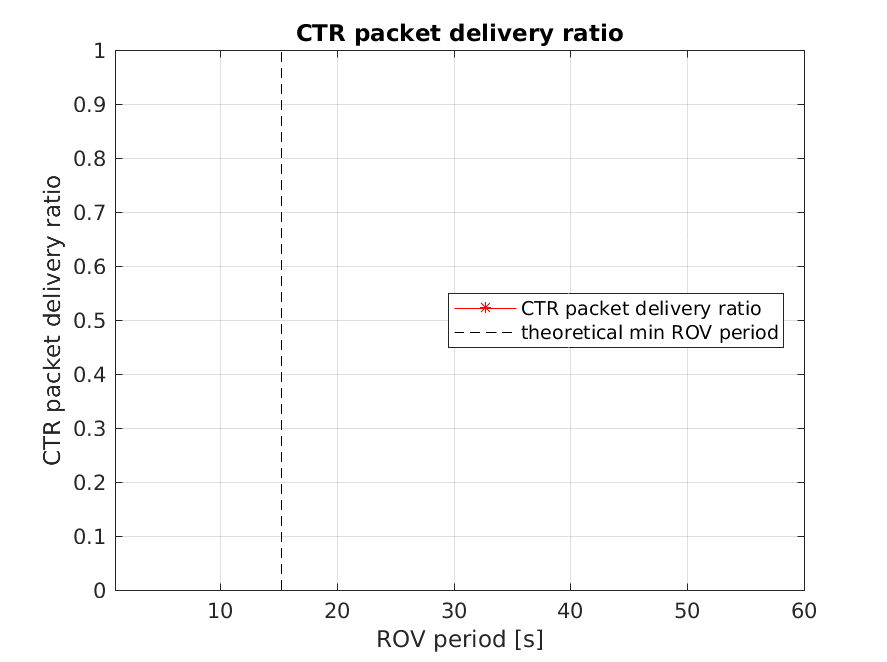 CTR packet delivery ratio
CTR packet delivery ratio
1
0.9
0.8
0.7
0.6
0.5
0.4
0.3
0.2
0.1
0
CTR packet delivery ratio
theoretical min ROV period
10 20 30 40 50 60
ROV period [s]